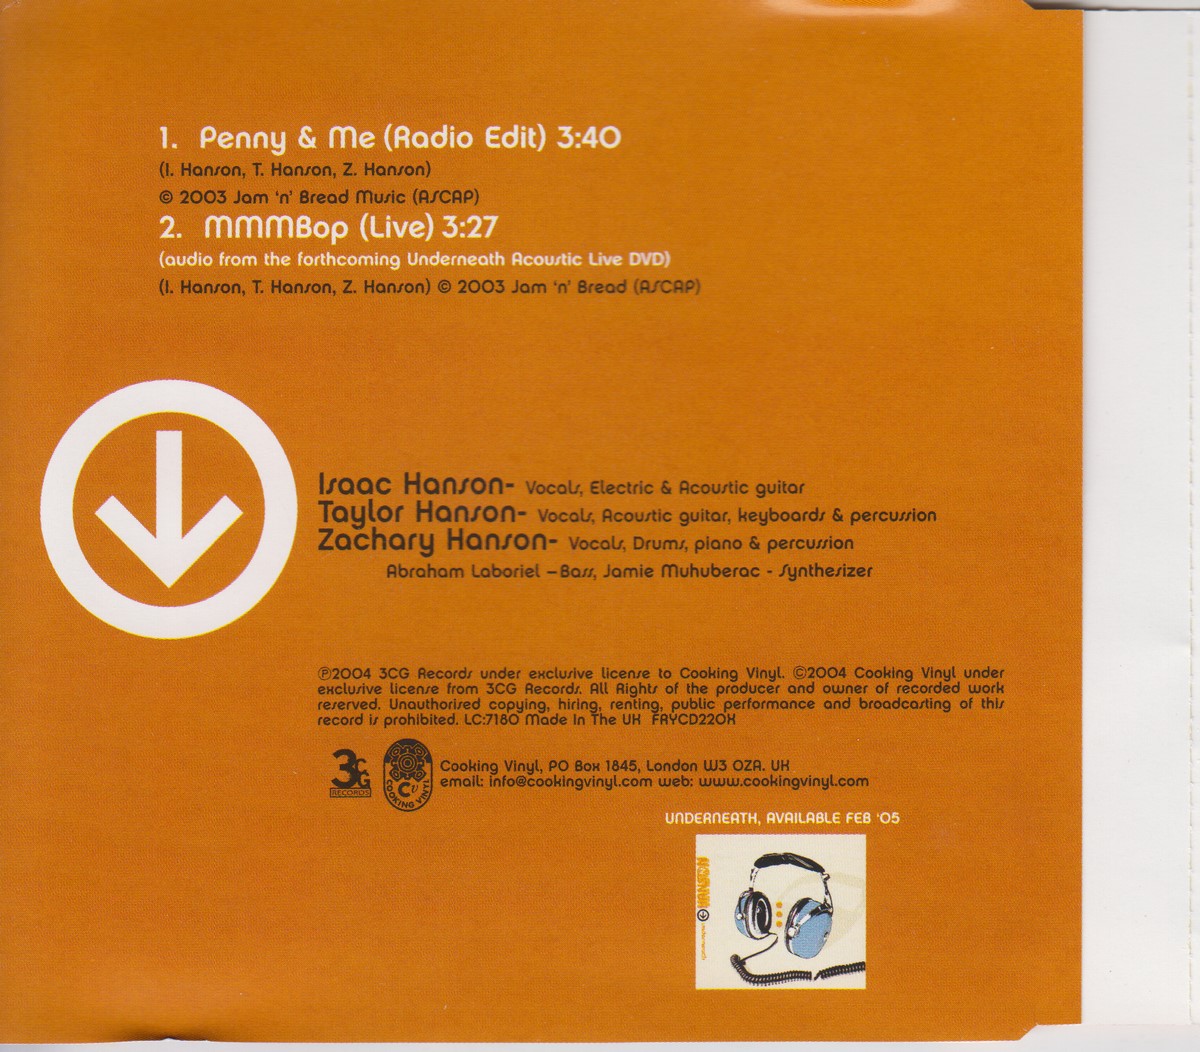 1. Penny & Me (Radio Edit) 3:40
(I. Hanson, T. Hanson, Z. Hanson)
© 2003 Jam 'n' Bread Music (ASCAP)
2. MMMBop (Live) 3:27
(audio from the forthcoming Underneath Acoustic Live DVD)
(I. Hanson, T. Hanson, Z. Hanson) © 2003 Jam 'n' Bread (ASCAP)
Isaac Hanson- Vocals, Electric & Acoustic guitar
Taylor Hanson- Vocals, Acoustic guitar, keyboards & percussion
Zachary Hanson- Vocals, Drums, piano & percussion
Abraham Laboriel – Bass, Jamie Muhuberac - Synthesizer
℗2004 3CG Records under exclusive license to Cooking Vinyl. ©2004 Cooking Vinyl under
exclusive license from 3CG Records. All Rights of the producer and owner of recorded work
reserved. Unauthorised copying, hiring, renting, public performance and broadcasting of this
record is prohibited. LC:7180 Made In The UK FRYCD220X
3CG RECORDS
CV COOKING VINYL
Cooking Vinyl, PO Box 1845, London W3 0ZA. UK
email: info@cookingvinyl.com web: www.cookingvinyl.com
UNDERNEATH, AVAILABLE FEB '05
HANSON
underneath